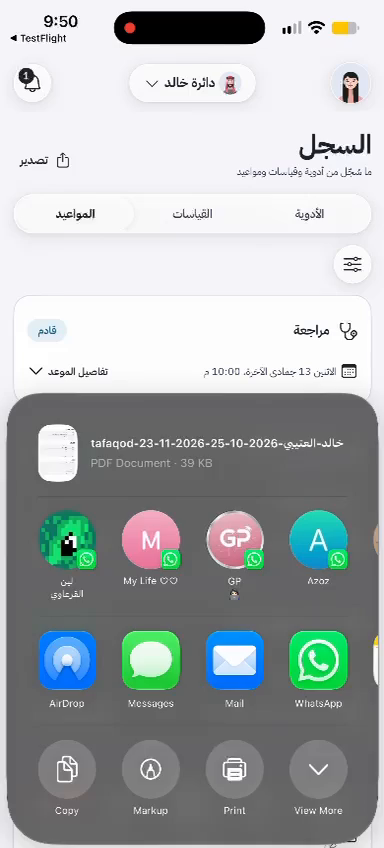 9:50
◀ TestFlight
1
دائرة خالد
السجل
ما سُجّل من أدوية وقياسات ومواعيد
تصدير
الأدوية
القياسات
المواعيد
مراجعة
قادم
الاثنين 13 جمادى الآخرة، 10:00 م
تفاصيل الموعد
tafaqod-23-11-2026-25-10-2026-خالد-العتيبي
PDF Document · 39 KB
لين القرعاوي
My Life ♡♡
GP
GP
Azoz
M
A
AirDrop
Messages
Mail
WhatsApp
Copy
Markup
Print
View More